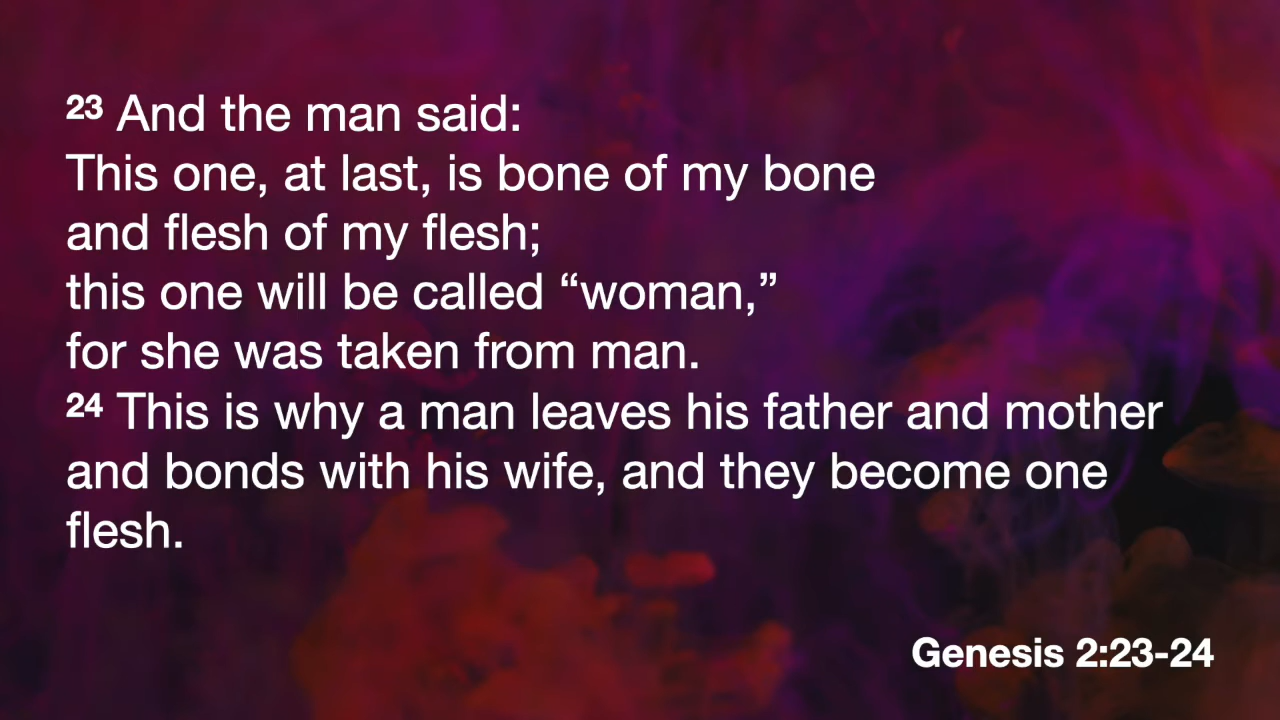 23 And the man said:
This one, at last, is bone of my bone
and flesh of my flesh;
this one will be called “woman,”
for she was taken from man.
24 This is why a man leaves his father and mother
and bonds with his wife, and they become one
flesh.
Genesis 2:23-24